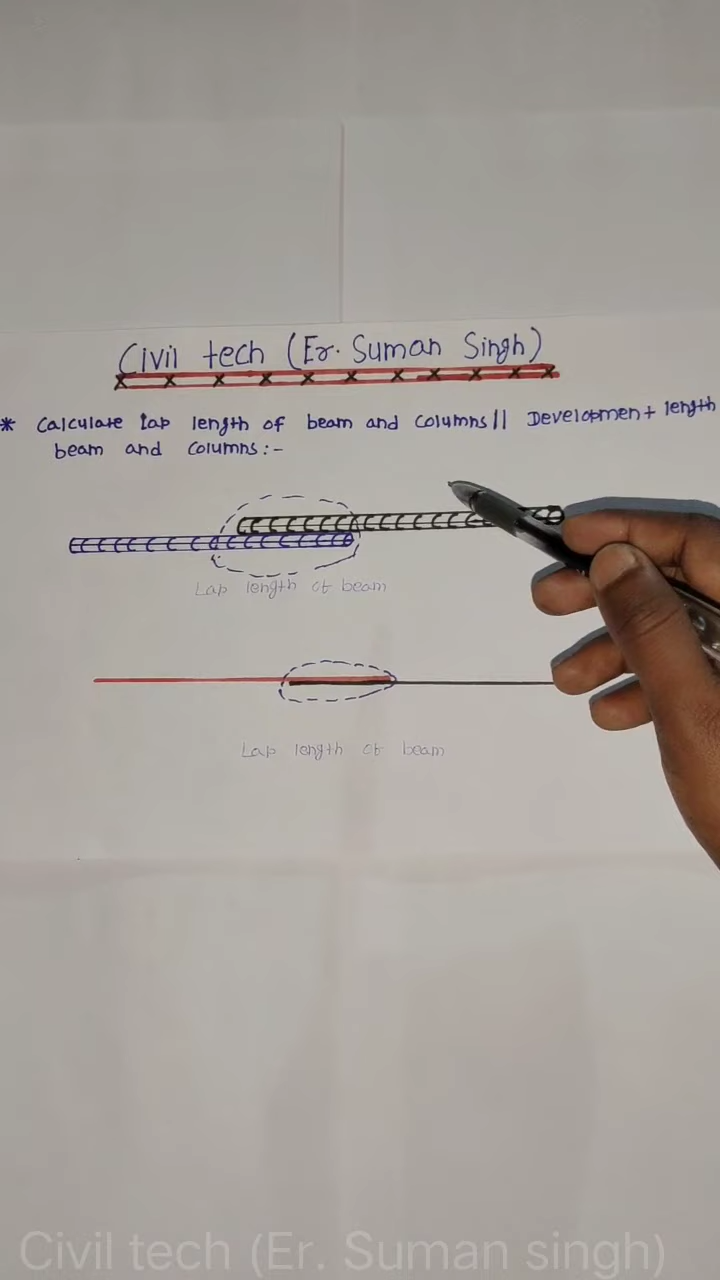 Civil tech (Er. Suman Singh)
* Calculate lap length of beam and columns || Development length
beam and columns :-
Lap length of beam
Lap length of beam
Civil tech (Er. Suman singh)